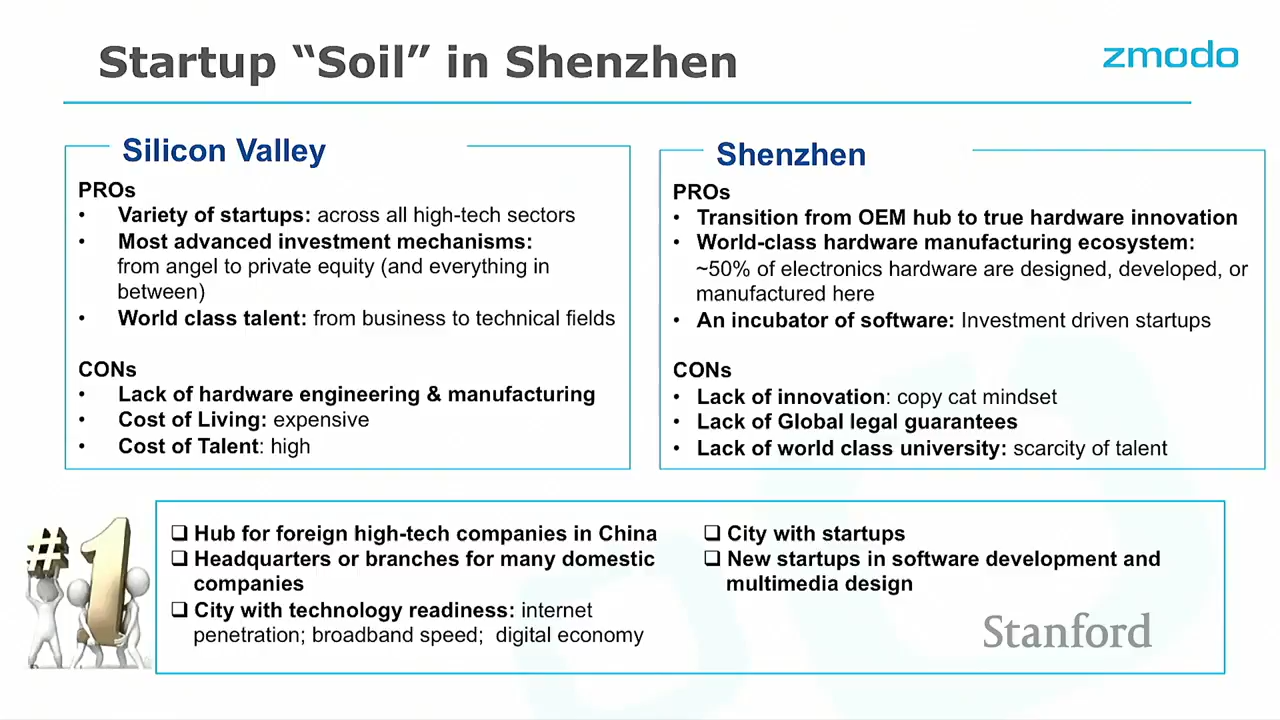 Startup “Soil” in Shenzhen
zmodo
Silicon Valley
PROs
• Variety of startups: across all high-tech sectors
• Most advanced investment mechanisms:
from angel to private equity (and everything in
between)
• World class talent: from business to technical fields
CONs
• Lack of hardware engineering & manufacturing
• Cost of Living: expensive
• Cost of Talent: high
Shenzhen
PROs
• Transition from OEM hub to true hardware innovation
• World-class hardware manufacturing ecosystem:
~50% of electronics hardware are designed, developed, or
manufactured here
• An incubator of software: Investment driven startups
CONs
• Lack of innovation: copy cat mindset
• Lack of Global legal guarantees
• Lack of world class university: scarcity of talent
#1
❑ Hub for foreign high-tech companies in China
❑ Headquarters or branches for many domestic
companies
❑ City with technology readiness: internet
penetration; broadband speed; digital economy
❑ City with startups
❑ New startups in software development and
multimedia design
Stanford